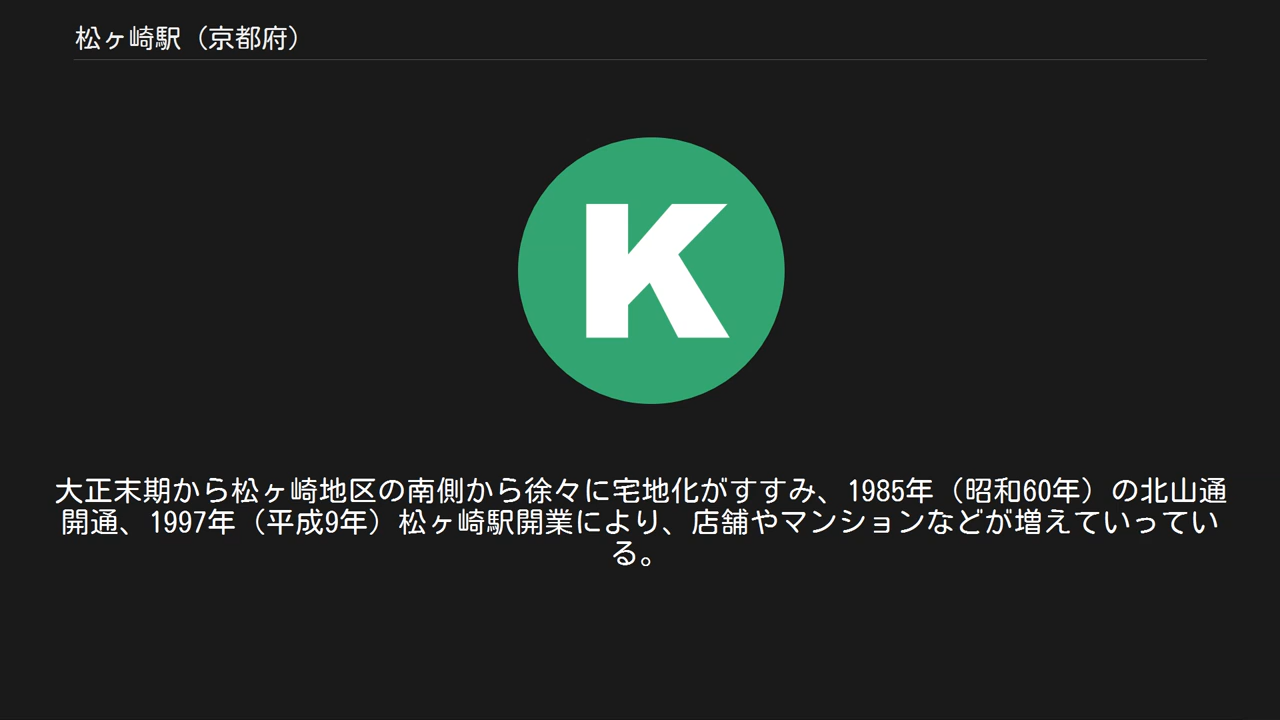 松ヶ崎駅（京都府）
K
大正末期から松ヶ崎地区の南側から徐々に宅地化がすすみ、1985年（昭和60年）の北山通
開通、1997年（平成9年）松ヶ崎駅開業により、店舗やマンションなどが増えていってい
る。